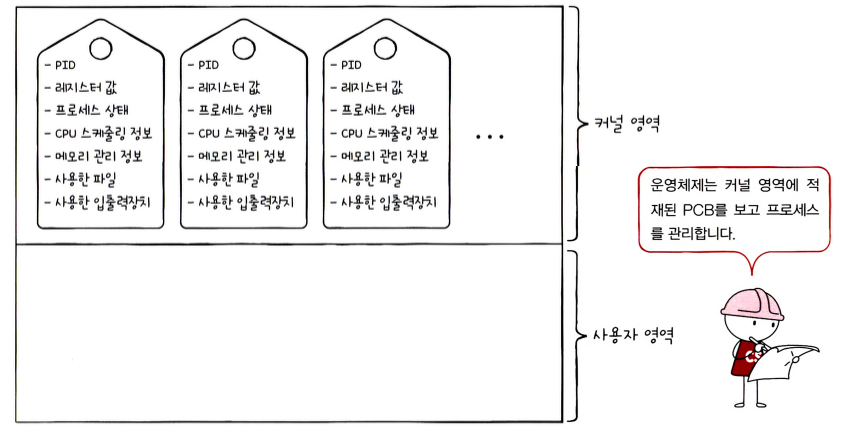 - PID
- 레지스터 값
- 프로세스 상태
- CPU 스케줄링 정보
- 메모리 관리 정보
- 사용한 파일
- 사용한 입출력장치
- PID
- 레지스터 값
- 프로세스 상태
- CPU 스케줄링 정보
- 메모리 관리 정보
- 사용한 파일
- 사용한 입출력장치
- PID
- 레지스터 값
- 프로세스 상태
- CPU 스케줄링 정보
- 메모리 관리 정보
- 사용한 파일
- 사용한 입출력장치
...
커널 영역
운영체제는 커널 영역에 적
재된 PCB를 보고 프로세스
를 관리합니다.
사용자 영역